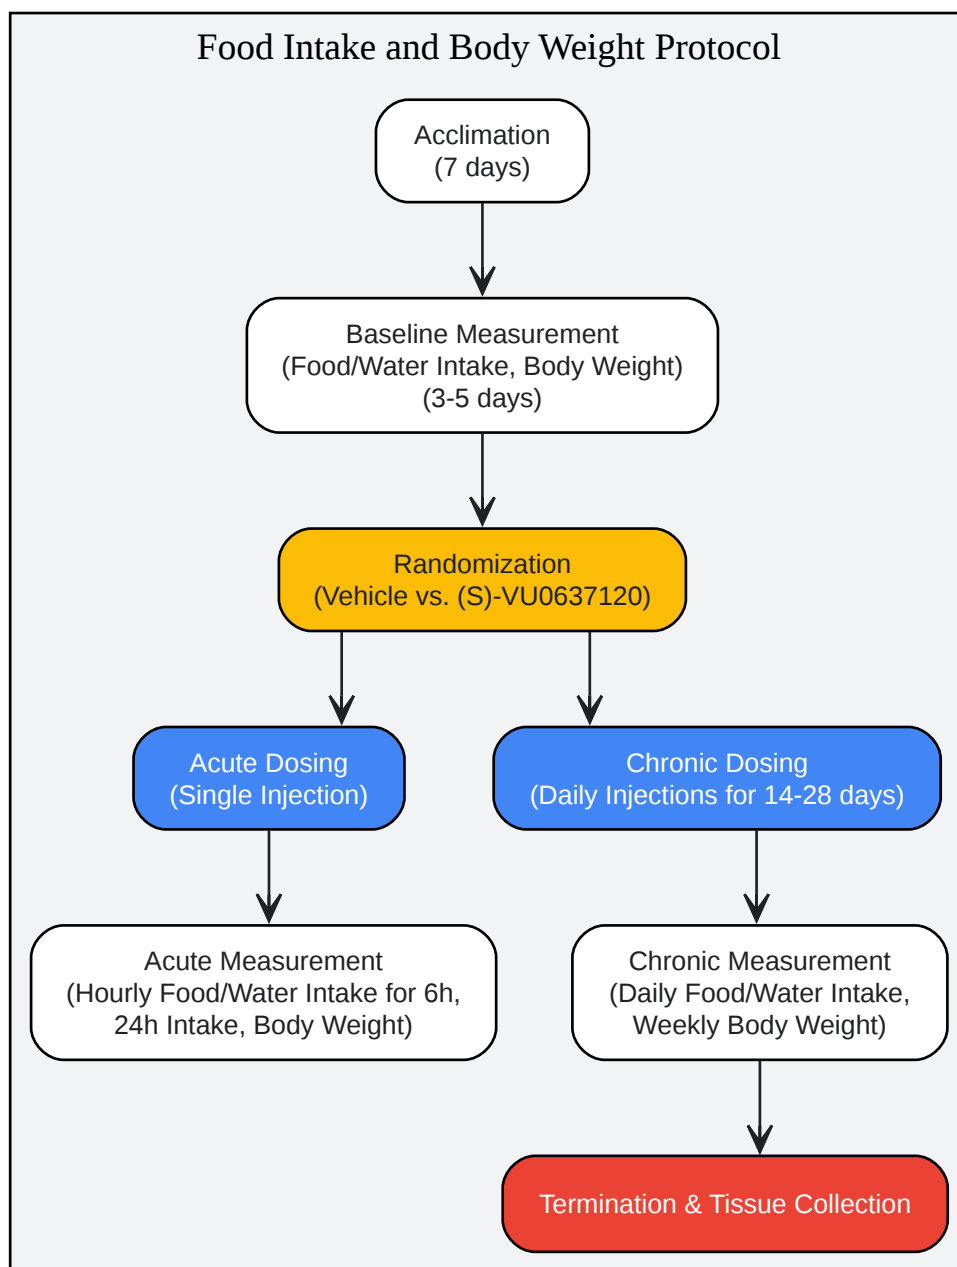 Food Intake and Body Weight Protocol
Acclimation
(7 days)
Baseline Measurement
(Food/Water Intake, Body Weight)
(3-5 days)
Randomization
(Vehicle vs. (S)-VU0637120)
Acute Dosing
(Single Injection)
Chronic Dosing
(Daily Injections for 14-28 days)
Acute Measurement
(Hourly Food/Water Intake for 6h,
24h Intake, Body Weight)
Chronic Measurement
(Daily Food/Water Intake,
Weekly Body Weight)
Termination & Tissue Collection